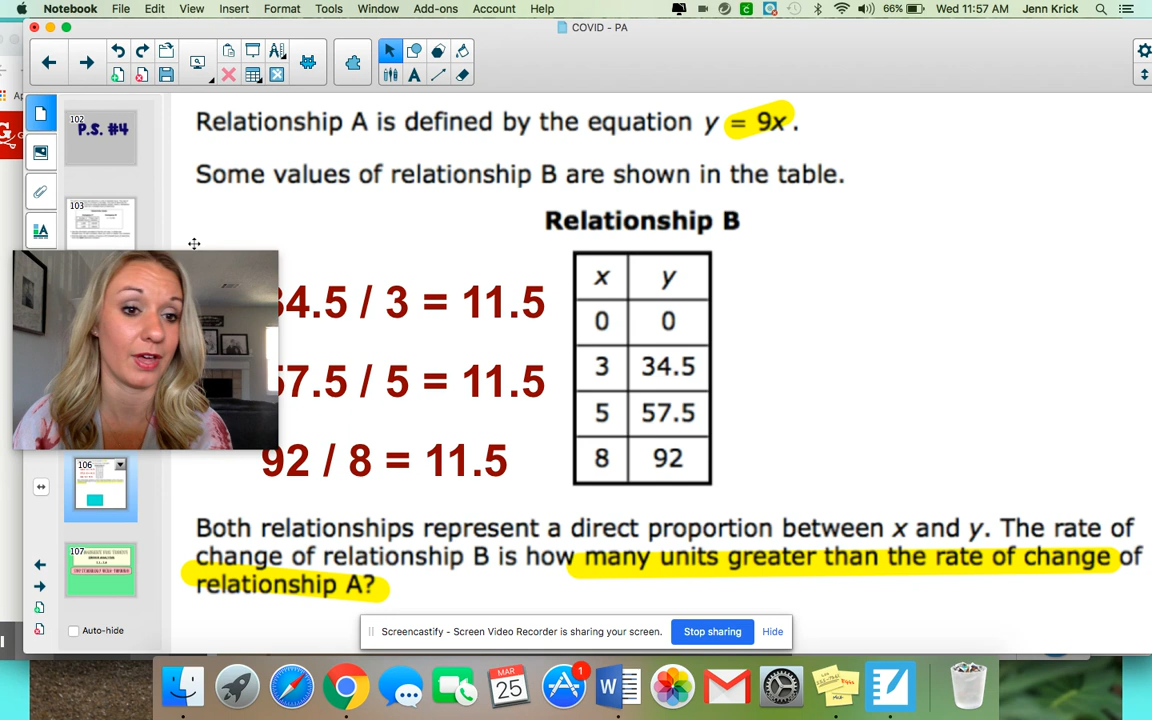 Notebook File Edit View Insert Format Tools Window Add-ons Account Help 66% Wed 11:57 AM Jenn Krick
COVID - PA
102
P.S. #4
103
106
107
Auto-hide
Relationship A is defined by the equation y = 9x.
Some values of relationship B are shown in the table.
Relationship B
x y
0 0
3 34.5
5 57.5
8 92
34.5 / 3 = 11.5
57.5 / 5 = 11.5
92 / 8 = 11.5
Both relationships represent a direct proportion between x and y. The rate of
change of relationship B is how many units greater than the rate of change of
relationship A?
Screencastify - Screen Video Recorder is sharing your screen. Stop sharing Hide
MAR
25
1